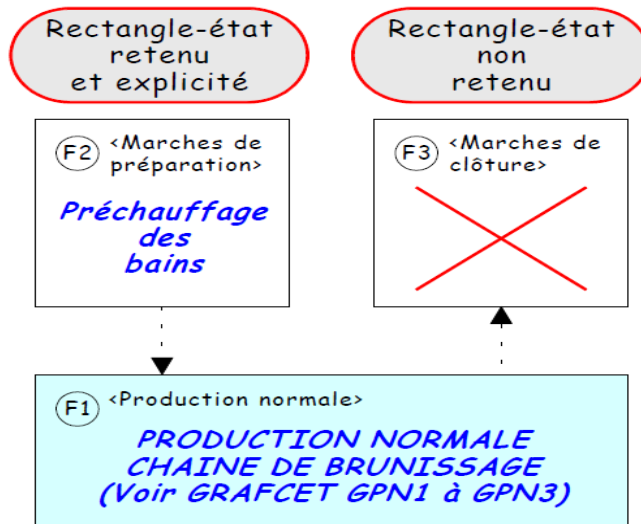 Rectangle-état
retenu
et explicité
Rectangle-état
non
retenu
F2 <Marches de
préparation>
Préchauffage
des
bains
F3 <Marches de
clôture>
F1 <Production normale>
PRODUCTION NORMALE
CHAINE DE BRUNISSAGE
(Voir GRAFCET GPN1 à GPN3)